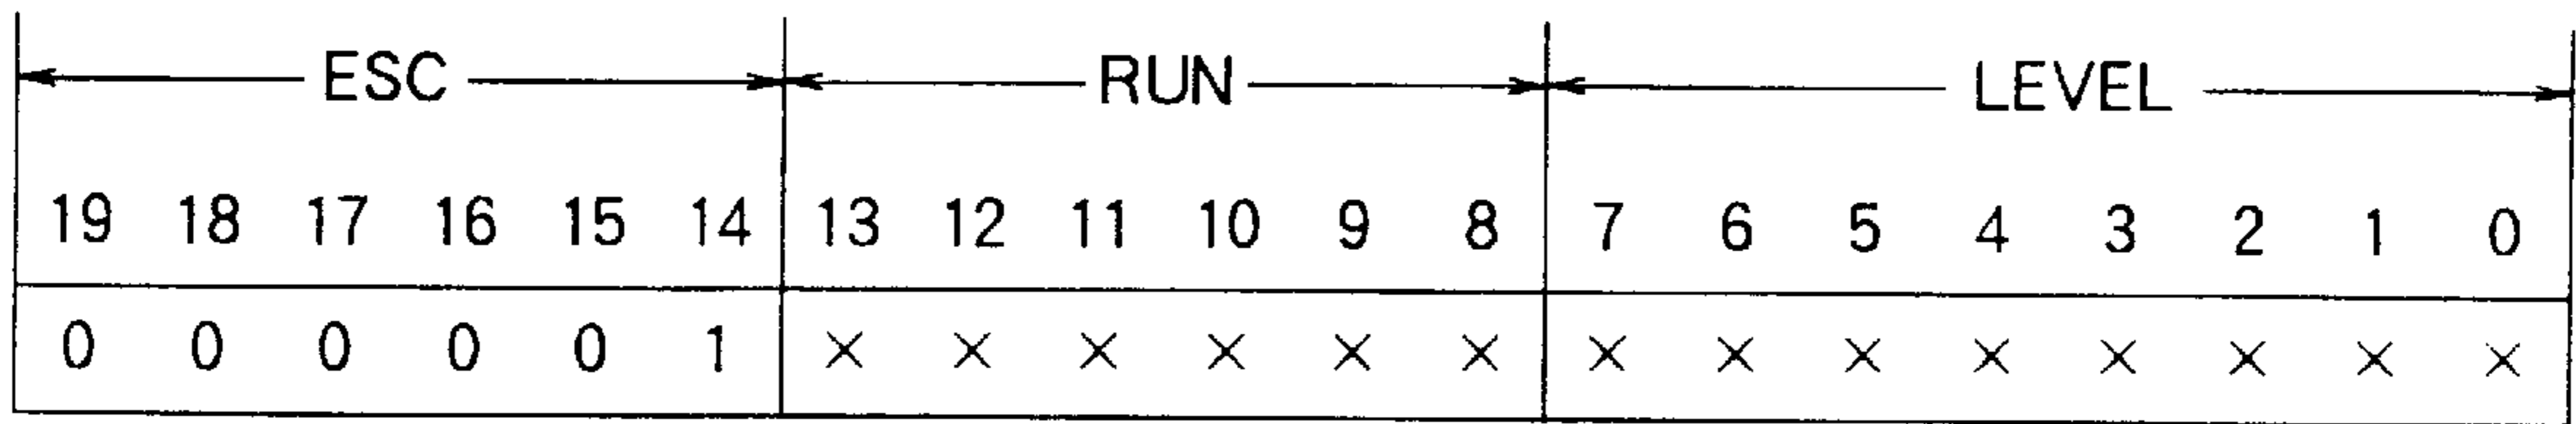 ESC RUN LEVEL
19 18 17 16 15 14 13 12 11 10 9 8 7 6 5 4 3 2 1 0
0 0 0 0 0 1 × × × × × × × × × × × × × ×